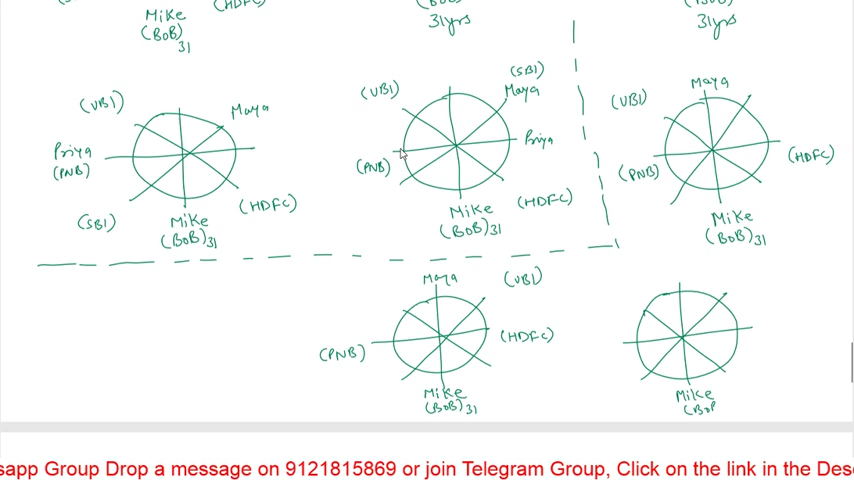 Mike
(BOB)
31
(HDFC)
31yrs
31yrs
(UBI)
Maya
Priya
(PNB)
(SBI)
Mike
(BOB)31
(HDFC)
(UBI)
(SBI)
Maya
Priya
(PNB)
Mike
(BOB)31
(HDFC)
Maya
(UBI)
(PNB)
(HDFC)
Mike
(BOB)31
Maya
(UBI)
(PNB)
(HDFC)
Mike
(BOB)31
Mike
(BOB
sapp Group Drop a message on 9121815869 or join Telegram Group, Click on the link in the Des